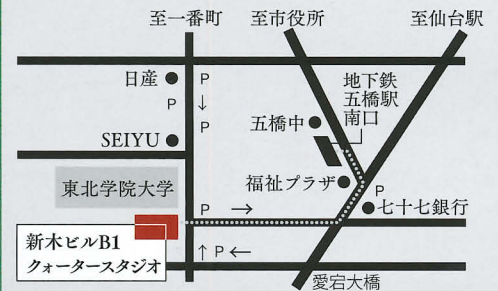 至一番町
至市役所
至仙台駅
日産
P
P
↓
P
地下鉄
五橋駅
南口
五橋中
SEIYU
東北学院大学
福祉プラザ
P
七十七銀行
P →
新木ビルB1
クォータースタジオ
↑P←
愛宕大橋